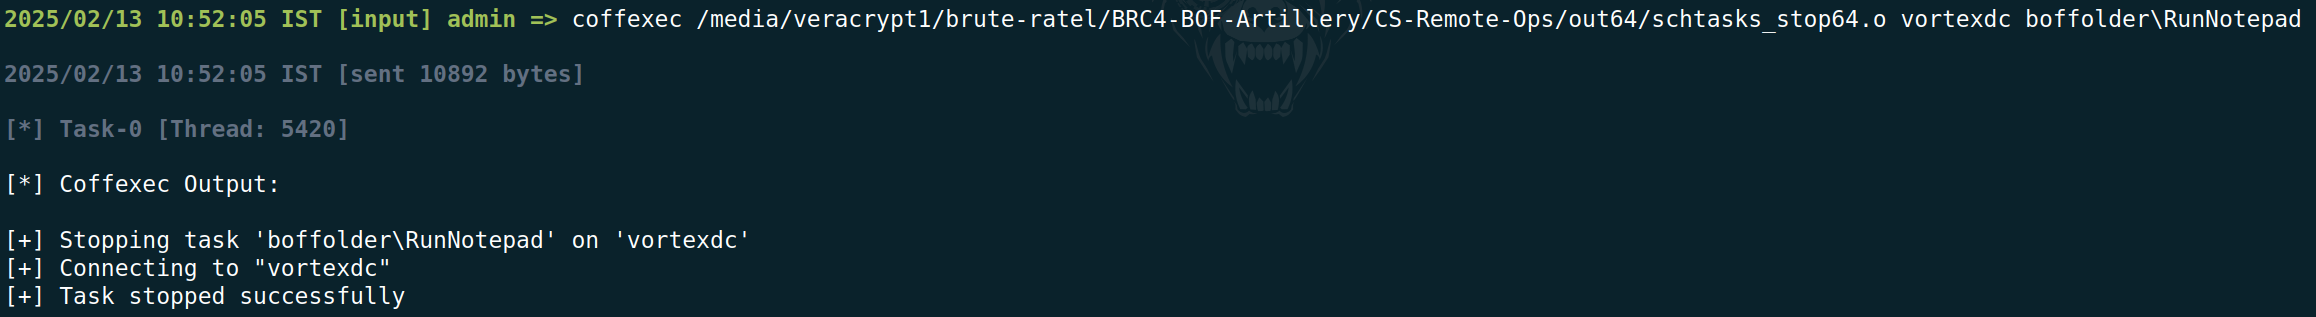 2025/02/13 10:52:05 IST [input] admin => coffexec /media/veracrypt1/brute-ratel/BRC4-BOF-Artillery/CS-Remote-Ops/out64/schtasks_stop64.o vortexdc boffolder\RunNotepad
2025/02/13 10:52:05 IST [sent 10892 bytes]
[*] Task-0 [Thread: 5420]
[*] Coffexec Output:
[+] Stopping task 'boffolder\RunNotepad' on 'vortexdc'
[+] Connecting to "vortexdc"
[+] Task stopped successfully